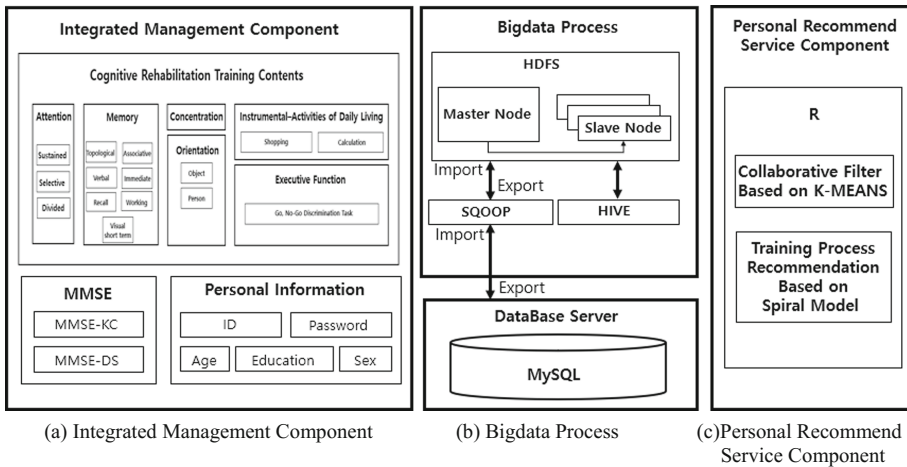 Integrated Management Component
Cognitive Rehabilitation Training Contents
Attention
Sustained
Selective
Divided
Memory
Topological
Associative
Verbal
Immediate
Recall
Working
Visual
short term
Concentration
Orientation
Object
Person
Instrumental-Activities of Daily Living
Shopping
Calculation
Executive Function
Go, No-Go Discrimination Task
MMSE
MMSE-KC
MMSE-DS
Personal Information
ID
Password
Age
Education
Sex
Bigdata Process
HDFS
Master Node
Slave Node
Import
Export
SQOOP
HIVE
Import
Export
DataBase Server
MySQL
Personal Recommend
Service Component
R
Collaborative Filter
Based on K-MEANS
Training Process
Recommendation
Based on
Spiral Model
(a) Integrated Management Component
(b) Bigdata Process
(c)Personal Recommend
Service Component